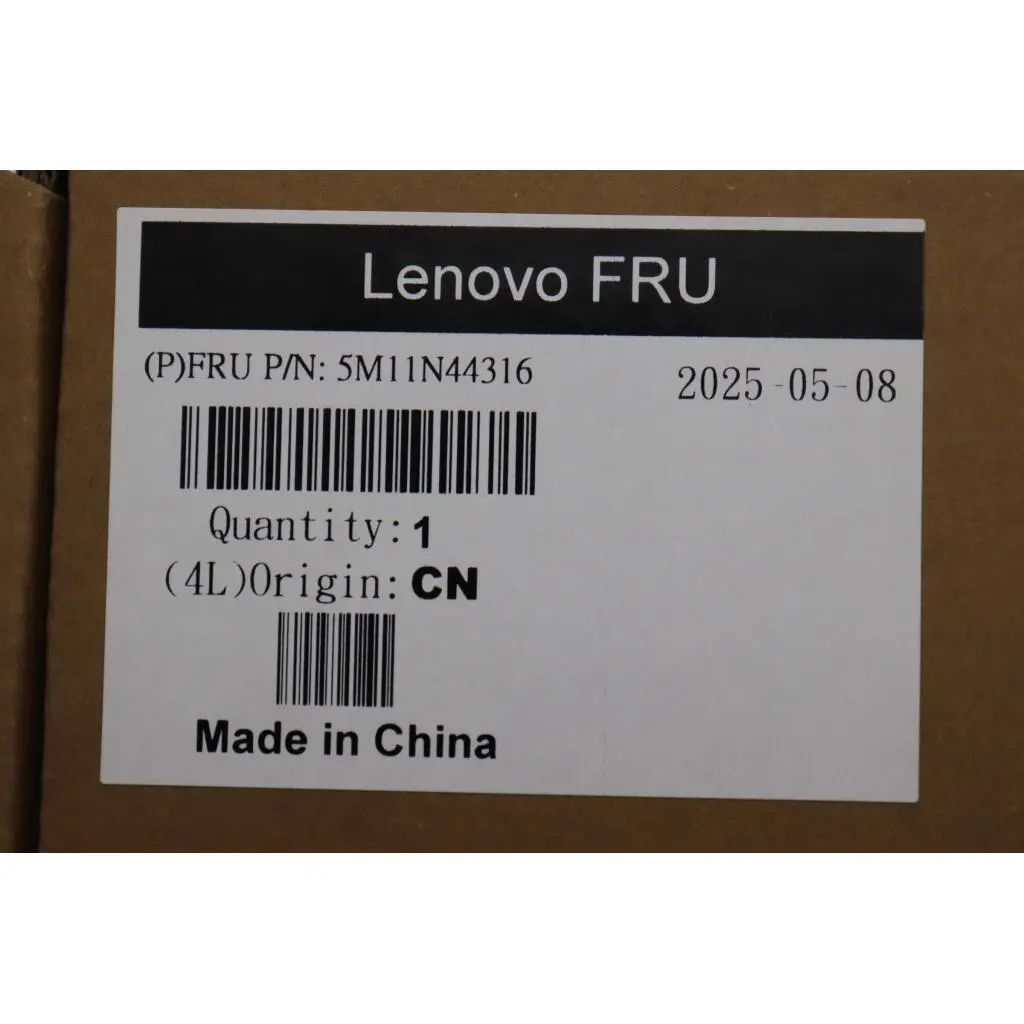 Lenovo FRU
(P)FRU P/N: 5M11N44316
2025-05-08
Quantity: 1
(4L)Origin: CN
Made in China